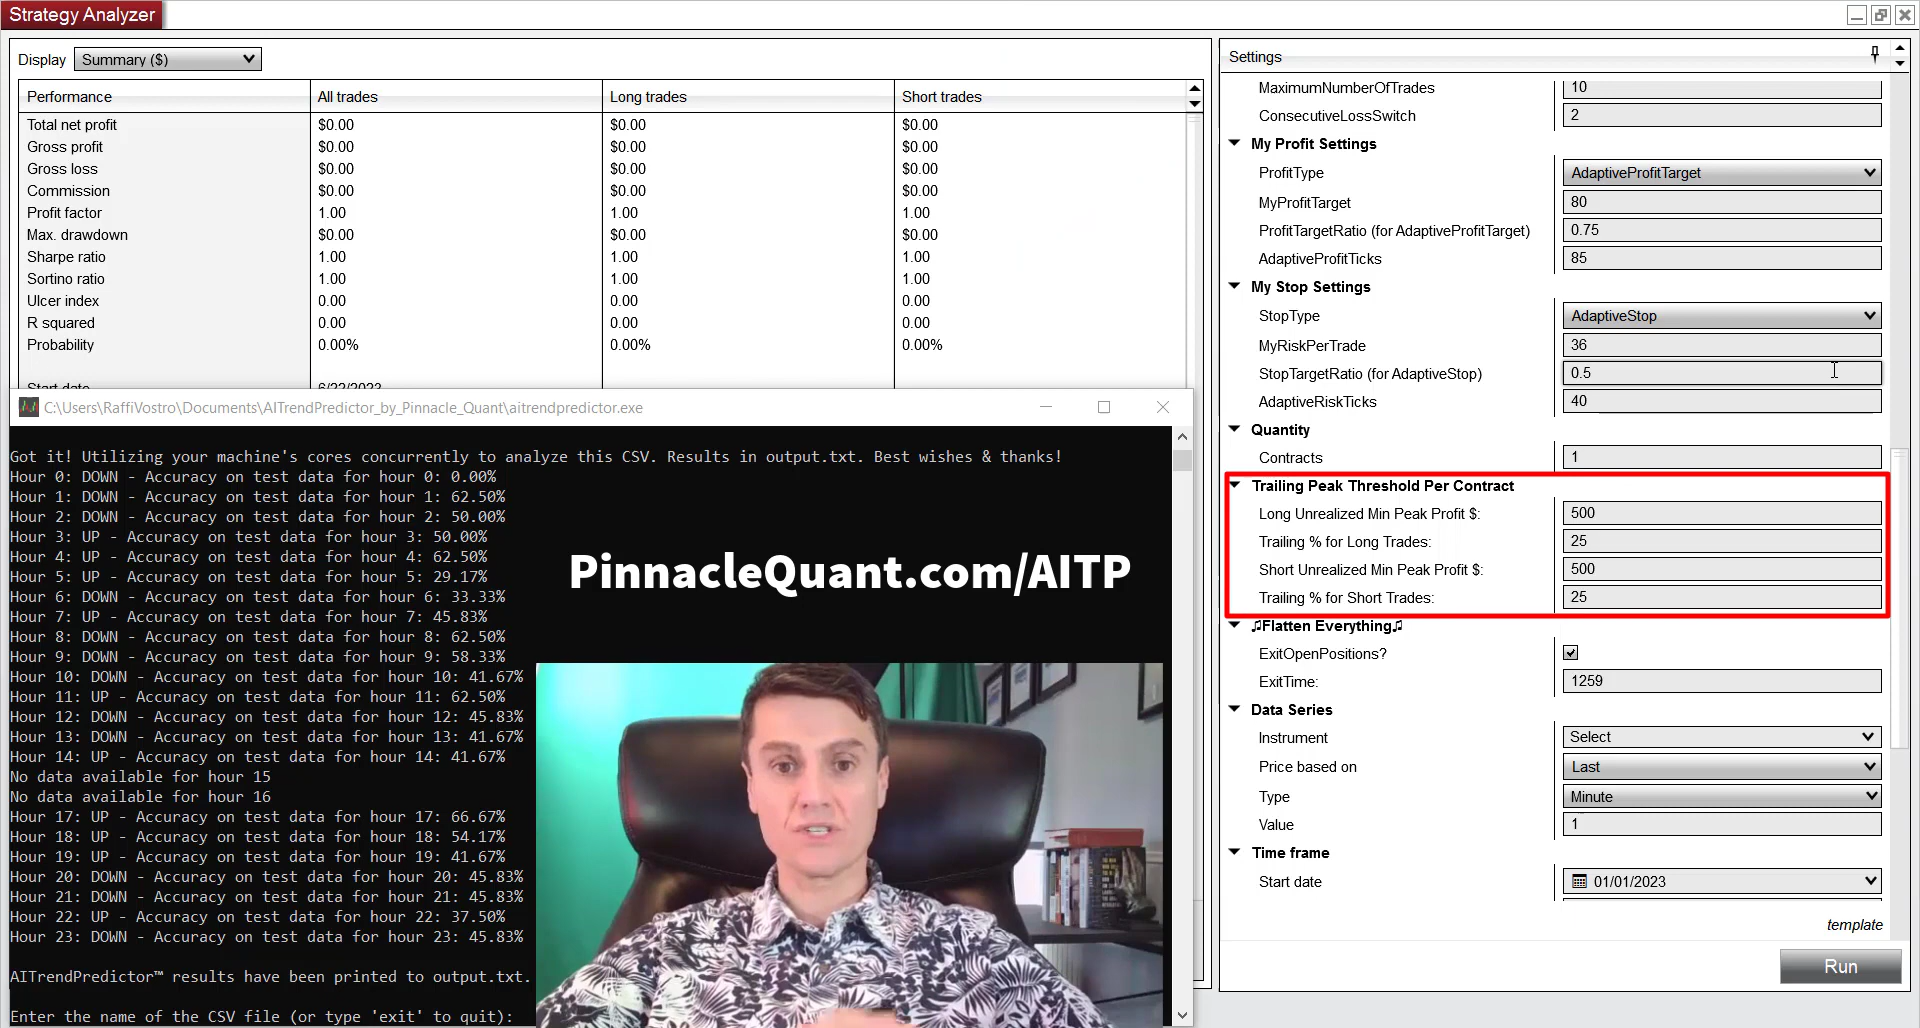 Strategy Analyzer
Display Summary ($)
Performance All trades Long trades Short trades
Total net profit $0.00 $0.00 $0.00
Gross profit $0.00 $0.00 $0.00
Gross loss $0.00 $0.00 $0.00
Commission $0.00 $0.00 $0.00
Profit factor 1.00 1.00 1.00
Max. drawdown $0.00 $0.00 $0.00
Sharpe ratio 1.00 1.00 1.00
Sortino ratio 1.00 1.00 1.00
Ulcer index 0.00 0.00 0.00
R squared 0.00 0.00 0.00
Probability 0.00% 0.00% 0.00%
Start date 6/22/2023
C:\Users\RaffiVostro\Documents\AITrendPredictor_by_Pinnacle_Quant\aitrendpredictor.exe
Got it! Utilizing your machine's cores concurrently to analyze this CSV. Results in output.txt. Best wishes & thanks!
Hour 0: DOWN - Accuracy on test data for hour 0: 0.00%
Hour 1: DOWN - Accuracy on test data for hour 1: 62.50%
Hour 2: DOWN - Accuracy on test data for hour 2: 50.00%
Hour 3: UP - Accuracy on test data for hour 3: 50.00%
Hour 4: UP - Accuracy on test data for hour 4: 62.50%
Hour 5: UP - Accuracy on test data for hour 5: 29.17%
Hour 6: DOWN - Accuracy on test data for hour 6: 33.33%
Hour 7: UP - Accuracy on test data for hour 7: 45.83%
Hour 8: DOWN - Accuracy on test data for hour 8: 62.50%
Hour 9: DOWN - Accuracy on test data for hour 9: 58.33%
Hour 10: DOWN - Accuracy on test data for hour 10: 41.67%
Hour 11: UP - Accuracy on test data for hour 11: 62.50%
Hour 12: DOWN - Accuracy on test data for hour 12: 45.83%
Hour 13: DOWN - Accuracy on test data for hour 13: 41.67%
Hour 14: UP - Accuracy on test data for hour 14: 41.67%
No data available for hour 15
No data available for hour 16
Hour 17: UP - Accuracy on test data for hour 17: 66.67%
Hour 18: UP - Accuracy on test data for hour 18: 54.17%
Hour 19: UP - Accuracy on test data for hour 19: 41.67%
Hour 20: DOWN - Accuracy on test data for hour 20: 45.83%
Hour 21: DOWN - Accuracy on test data for hour 21: 45.83%
Hour 22: UP - Accuracy on test data for hour 22: 37.50%
Hour 23: DOWN - Accuracy on test data for hour 23: 45.83%
AITrendPredictor™ results have been printed to output.txt.
Enter the name of the CSV file (or type 'exit' to quit):
PinnacleQuant.com/AITP
Settings
MaximumNumberOfTrades 10
ConsecutiveLossSwitch 2
My Profit Settings
ProfitType AdaptiveProfitTarget
MyProfitTarget 80
ProfitTargetRatio (for AdaptiveProfitTarget) 0.75
AdaptiveProfitTicks 85
My Stop Settings
StopType AdaptiveStop
MyRiskPerTrade 36
StopTargetRatio (for AdaptiveStop) 0.5
AdaptiveRiskTicks 40
Quantity
Contracts 1
Trailing Peak Threshold Per Contract
Long Unrealized Min Peak Profit $: 500
Trailing % for Long Trades: 25
Short Unrealized Min Peak Profit $: 500
Trailing % for Short Trades: 25
♫Flatten Everything♫
ExitOpenPositions?
ExitTime: 1259
Data Series
Instrument Select
Price based on Last
Type Minute
Value 1
Time frame
Start date 01/01/2023
template
Run